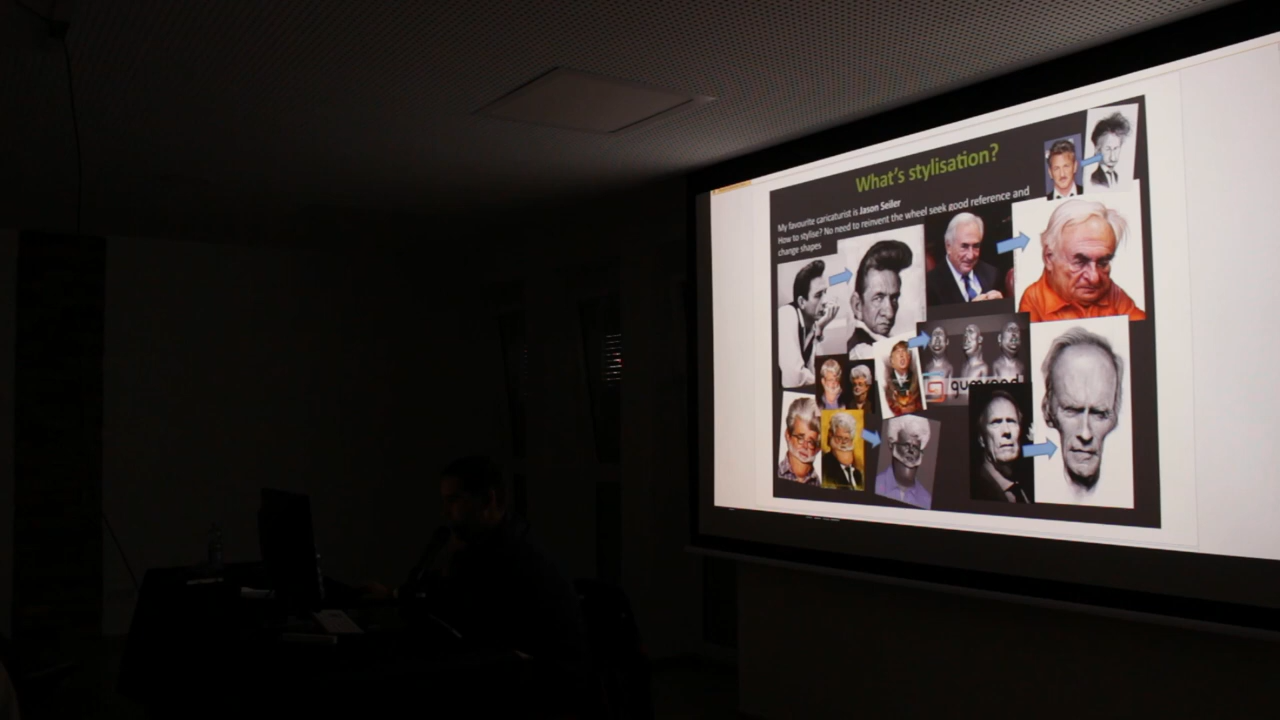 What's stylisation?
My favourite caricaturist is Jason Seiler
How to stylise? No need to reinvent the wheel seek good reference and
change shapes
gumroad